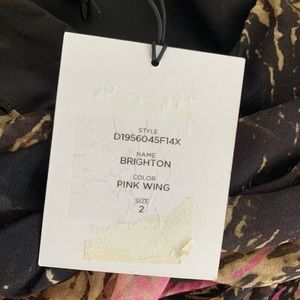 STYLE
D1956045F14X
NAME
BRIGHTON
COLOR
PINK WING
SIZE
2